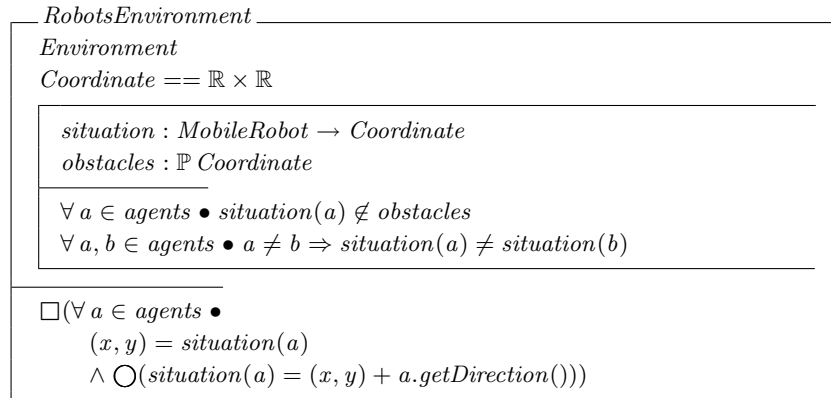 RobotsEnvironment
Environment
Coordinate == ℝ × ℝ
situation : MobileRobot → Coordinate
obstacles : ℙ Coordinate
∀ a ∈ agents • situation(a) ∉ obstacles
∀ a, b ∈ agents • a ≠ b ⇒ situation(a) ≠ situation(b)
□(∀ a ∈ agents •
(x, y) = situation(a)
∧ ◯(situation(a) = (x, y) + a.getDirection()))